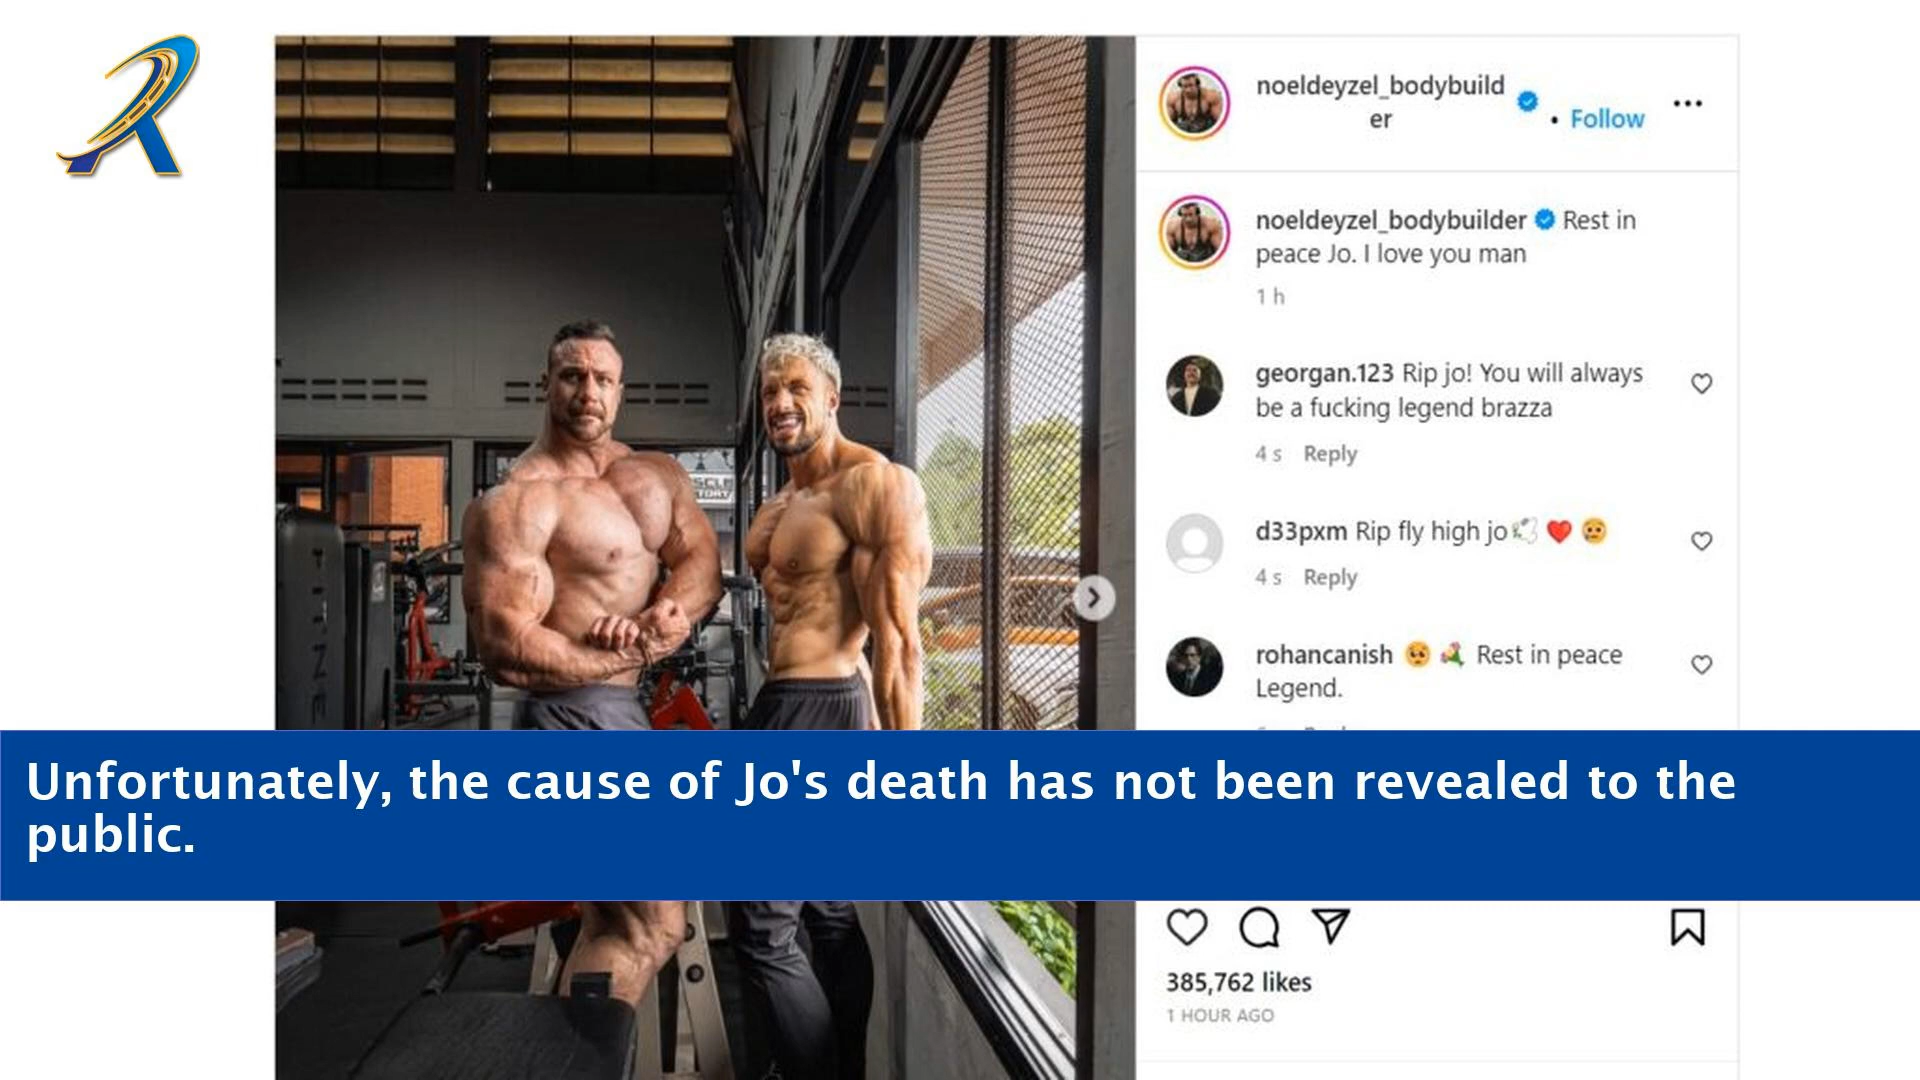 noeldeyzel_bodybuild
er
• Follow
noeldeyzel_bodybuilder Rest in
peace Jo. I love you man
1 h
georgan.123 Rip jo! You will always
be a fucking legend brazza
4 s Reply
d33pxm Rip fly high jo🕊️ ❤️ 😢
4 s Reply
rohancanish 🥺 💐 Rest in peace
Legend.
Unfortunately, the cause of Jo's death has not been revealed to the
public.
385,762 likes
1 HOUR AGO